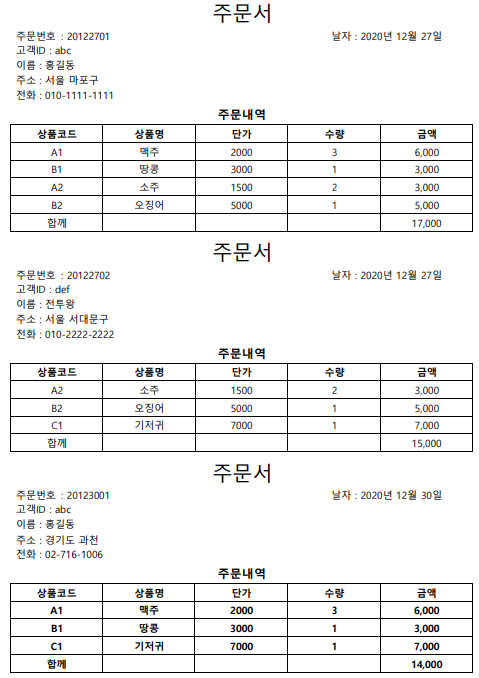 주문서
주문번호 : 20122701 날짜 : 2020년 12월 27일
고객ID : abc
이름 : 홍길동
주소 : 서울 마포구
전화 : 010-1111-1111
주문내역
상품코드 상품명 단가 수량 금액
A1 맥주 2000 3 6,000
B1 땅콩 3000 1 3,000
A2 소주 1500 2 3,000
B2 오징어 5000 1 5,000
합께 17,000
주문서
주문번호 : 20122702 날짜 : 2020년 12월 27일
고객ID : def
이름 : 전투왕
주소 : 서울 서대문구
전화 : 010-2222-2222
주문내역
상품코드 상품명 단가 수량 금액
A2 소주 1500 2 3,000
B2 오징어 5000 1 5,000
C1 기저귀 7000 1 7,000
합께 15,000
주문서
주문번호 : 20123001 날짜 : 2020년 12월 30일
고객ID : abc
이름 : 홍길동
주소 : 경기도 과천
전화 : 02-716-1006
주문내역
상품코드 상품명 단가 수량 금액
A1 맥주 2000 3 6,000
B1 땅콩 3000 1 3,000
C1 기저귀 7000 1 7,000
합께 14,000